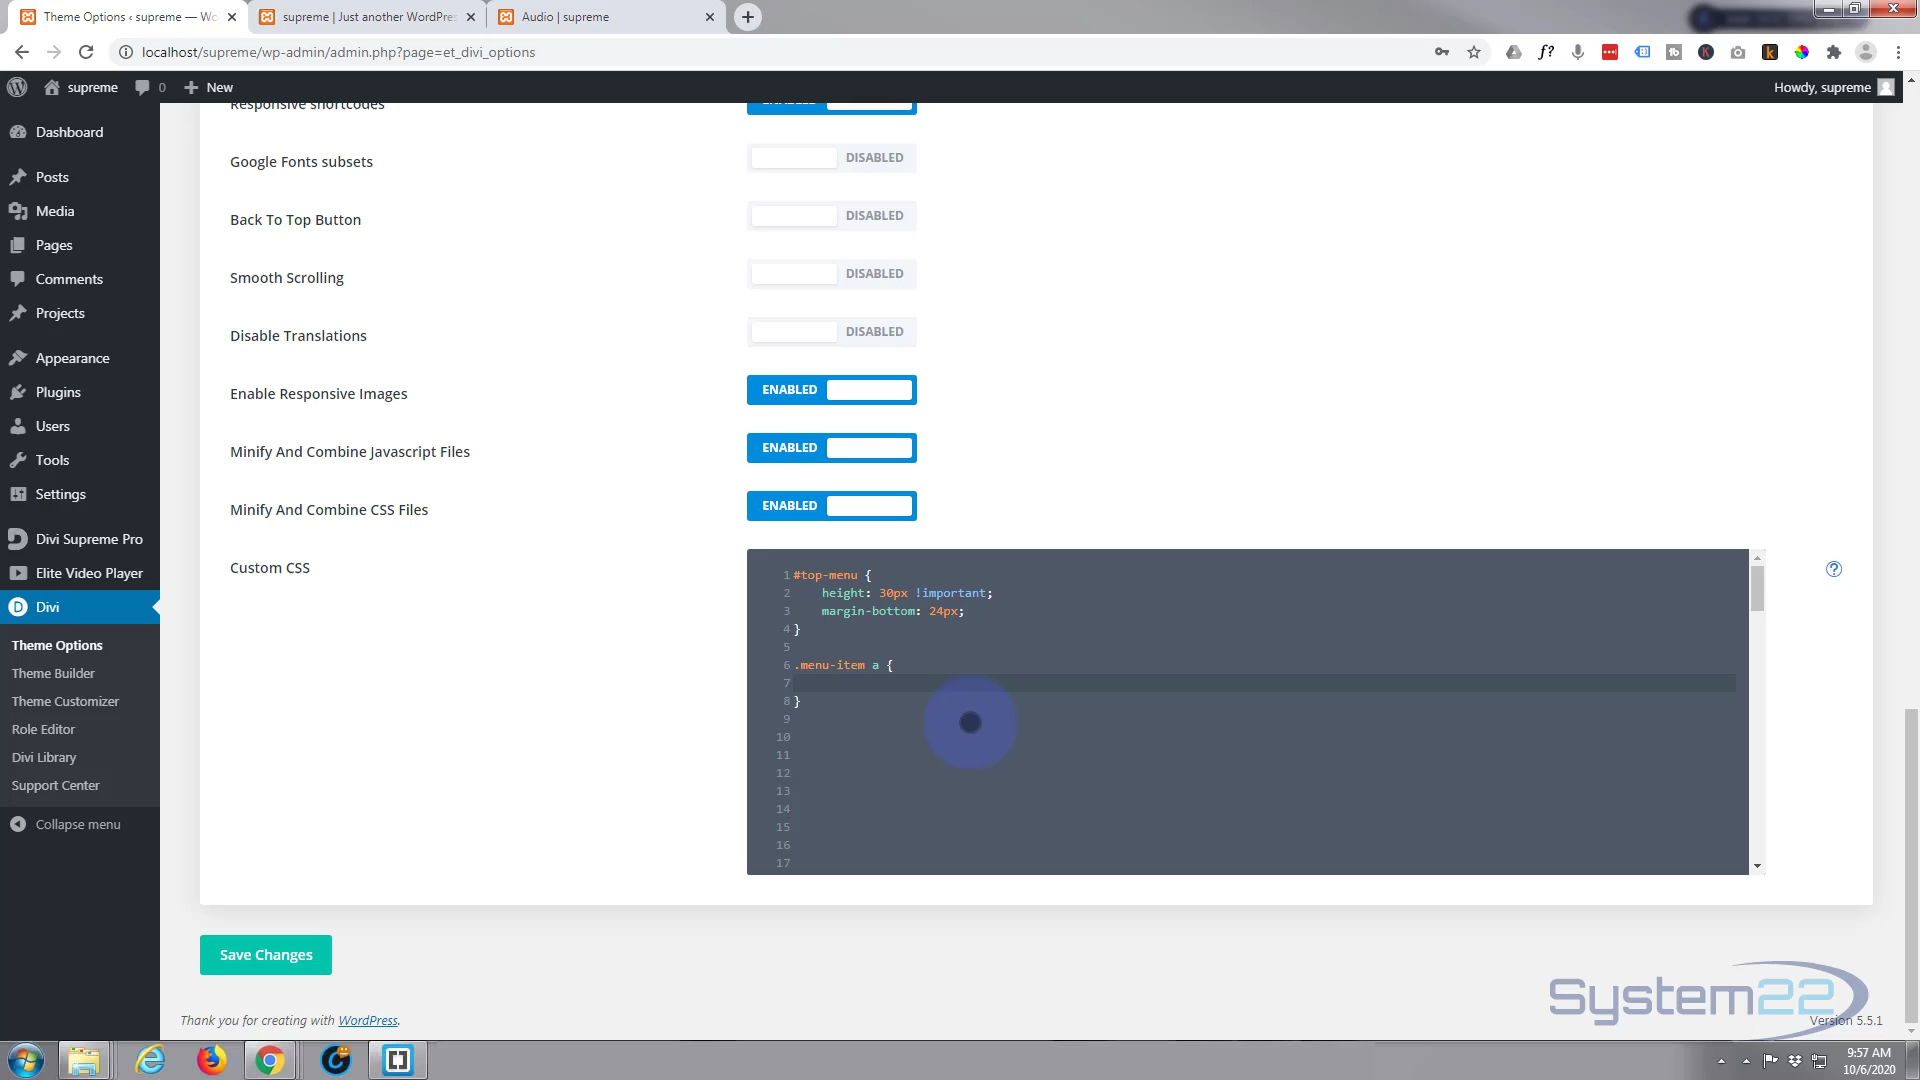 Theme Options ‹ supreme — Wo
supreme | Just another WordPres
Audio | supreme
localhost/supreme/wp-admin/admin.php?page=et_divi_options
supreme
0
New
Howdy, supreme
Dashboard
Posts
Media
Pages
Comments
Projects
Appearance
Plugins
Users
Tools
Settings
Divi Supreme Pro
Elite Video Player
Divi
Theme Options
Theme Builder
Theme Customizer
Role Editor
Divi Library
Support Center
Collapse menu
Responsive shortcodes
ENABLED
Google Fonts subsets
DISABLED
Back To Top Button
DISABLED
Smooth Scrolling
DISABLED
Disable Translations
DISABLED
Enable Responsive Images
ENABLED
Minify And Combine Javascript Files
ENABLED
Minify And Combine CSS Files
ENABLED
Custom CSS
1 #top-menu {
2 height: 30px !important;
3 margin-bottom: 24px;
4 }
5
6 .menu-item a {
7
8 }
9
10
11
12
13
14
15
16
17
Save Changes
System22
Thank you for creating with WordPress.
Version 5.5.1
9:57 AM
10/6/2020